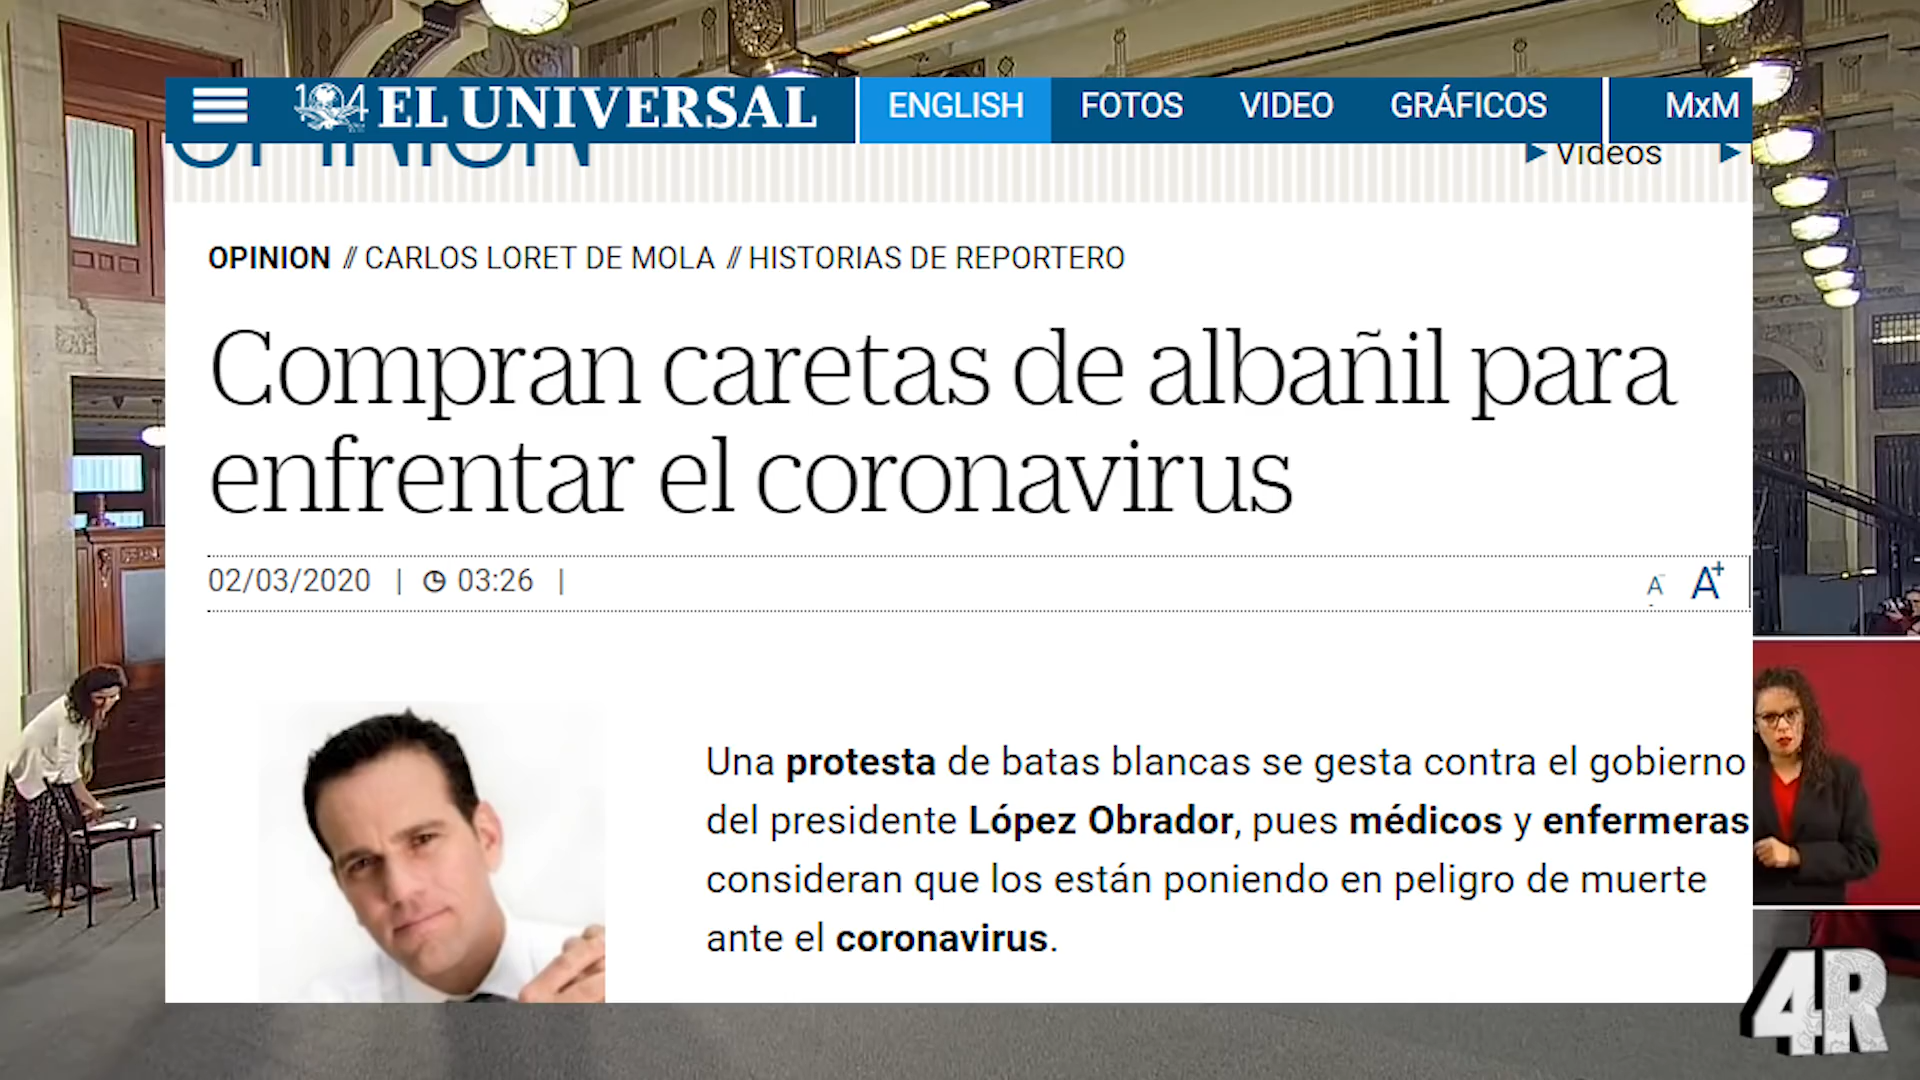 104 EL UNIVERSAL
ENGLISH
FOTOS
VIDEO
GRÁFICOS
MxM
OPINIÓN
Videos
OPINION // CARLOS LORET DE MOLA // HISTORIAS DE REPORTERO
Compran caretas de albañil para
enfrentar el coronavirus
02/03/2020 | 03:26 |
A- A+
Una protesta de batas blancas se gesta contra el gobierno
del presidente López Obrador, pues médicos y enfermeras
consideran que los están poniendo en peligro de muerte
ante el coronavirus.
4R